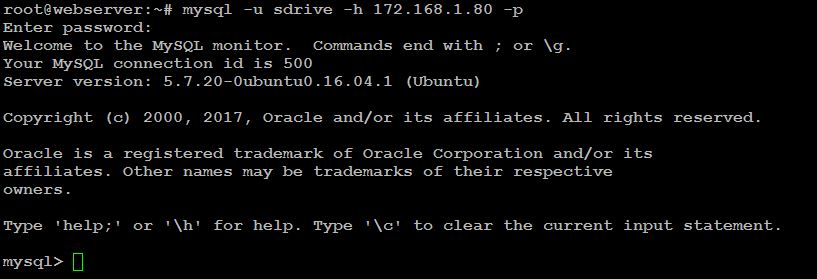 root@webserver:~# mysql -u sdrive -h 172.168.1.80 -p
Enter password:
Welcome to the MySQL monitor.  Commands end with ; or \g.
Your MySQL connection id is 500
Server version: 5.7.20-0ubuntu0.16.04.1 (Ubuntu)
Copyright (c) 2000, 2017, Oracle and/or its affiliates. All rights reserved.
Oracle is a registered trademark of Oracle Corporation and/or its
affiliates. Other names may be trademarks of their respective
owners.
Type 'help;' or '\h' for help. Type '\c' to clear the current input statement.
mysql>